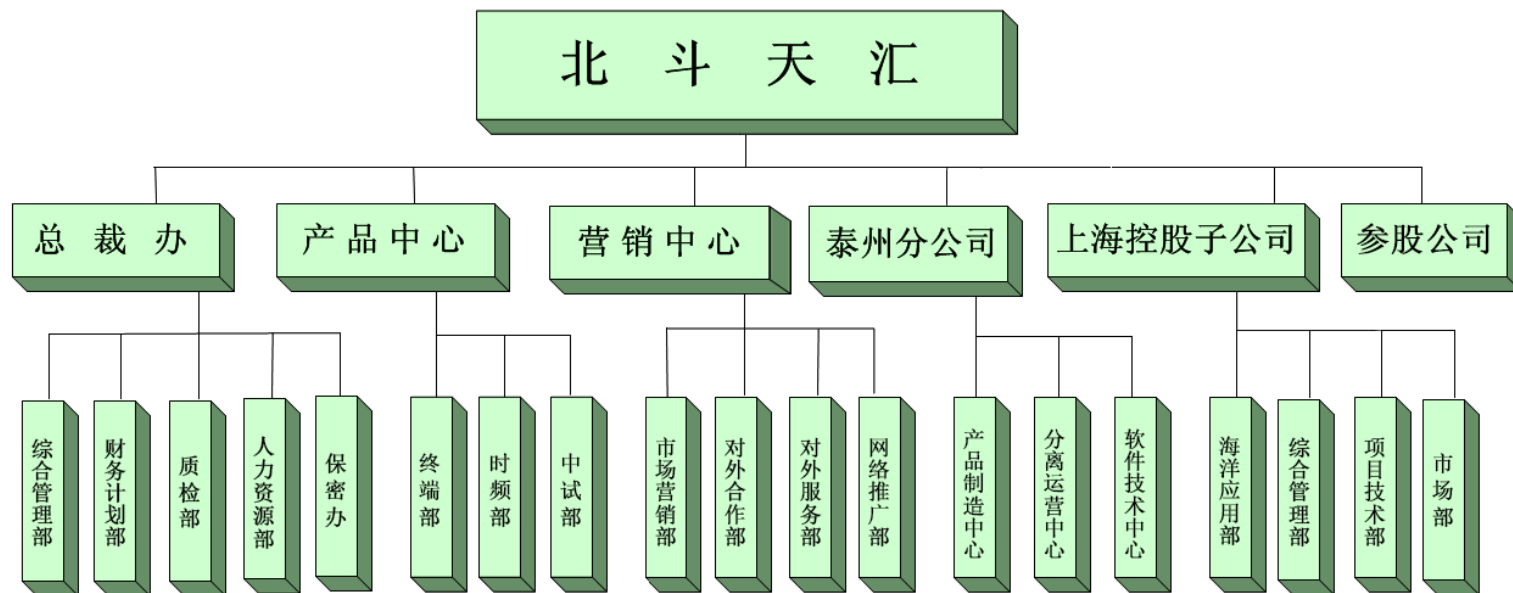 北斗天汇
总裁办
产品中心
营销中心
泰州分公司
上海控股子公司
参股公司
综合管理部
财务计划部
质检部
人力资源部
保密办
终端部
时频部
中试部
市场营销部
对外合作部
对外服务部
网络推广部
产品制造中心
分离运营中心
软件技术中心
海洋应用部
综合管理部
项目技术部
市场部